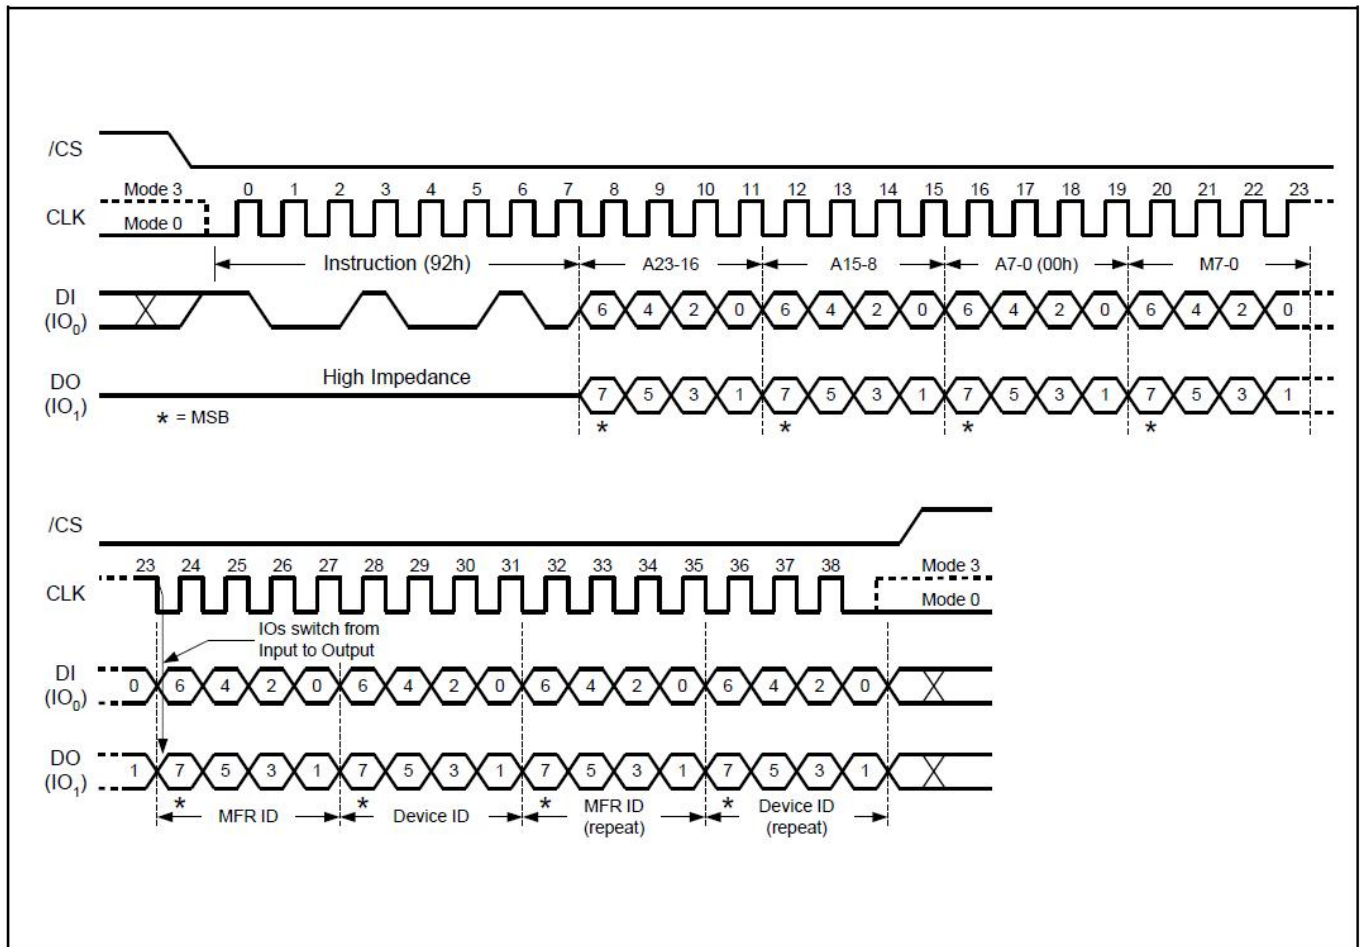 /CS
Mode 3 0 1 2 3 4 5 6 7 8 9 10 11 12 13 14 15 16 17 18 19 20 21 22 23
CLK
Mode 0
Instruction (92h) A23-16 A15-8 A7-0 (00h) M7-0
DI
(IO0) 6 4 2 0 6 4 2 0 6 4 2 0 6 4 2 0
High Impedance
DO
(IO1) 7 5 3 1 7 5 3 1 7 5 3 1 7 5 3 1
* = MSB * * * *
/CS
23 24 25 26 27 28 29 30 31 32 33 34 35 36 37 38 Mode 3
CLK
Mode 0
IOs switch from
Input to Output
DI
(IO0) 0 6 4 2 0 6 4 2 0 6 4 2 0 6 4 2 0
DO
(IO1) 1 7 5 3 1 7 5 3 1 7 5 3 1 7 5 3 1
* * * *
MFR ID Device ID MFR ID (repeat) Device ID (repeat)